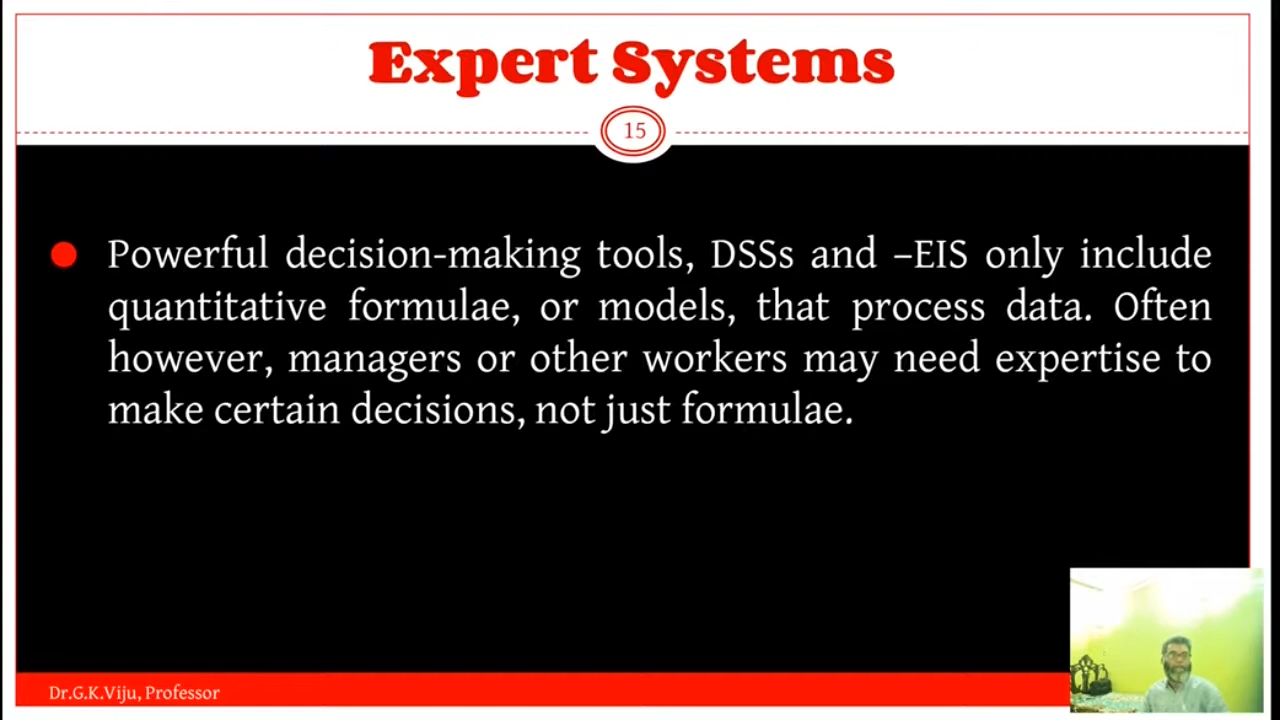 Expert Systems
15
Powerful decision-making tools, DSSs and –EIS only include
quantitative formulae, or models, that process data. Often
however, managers or other workers may need expertise to
make certain decisions, not just formulae.
Dr.G.K.Viju, Professor